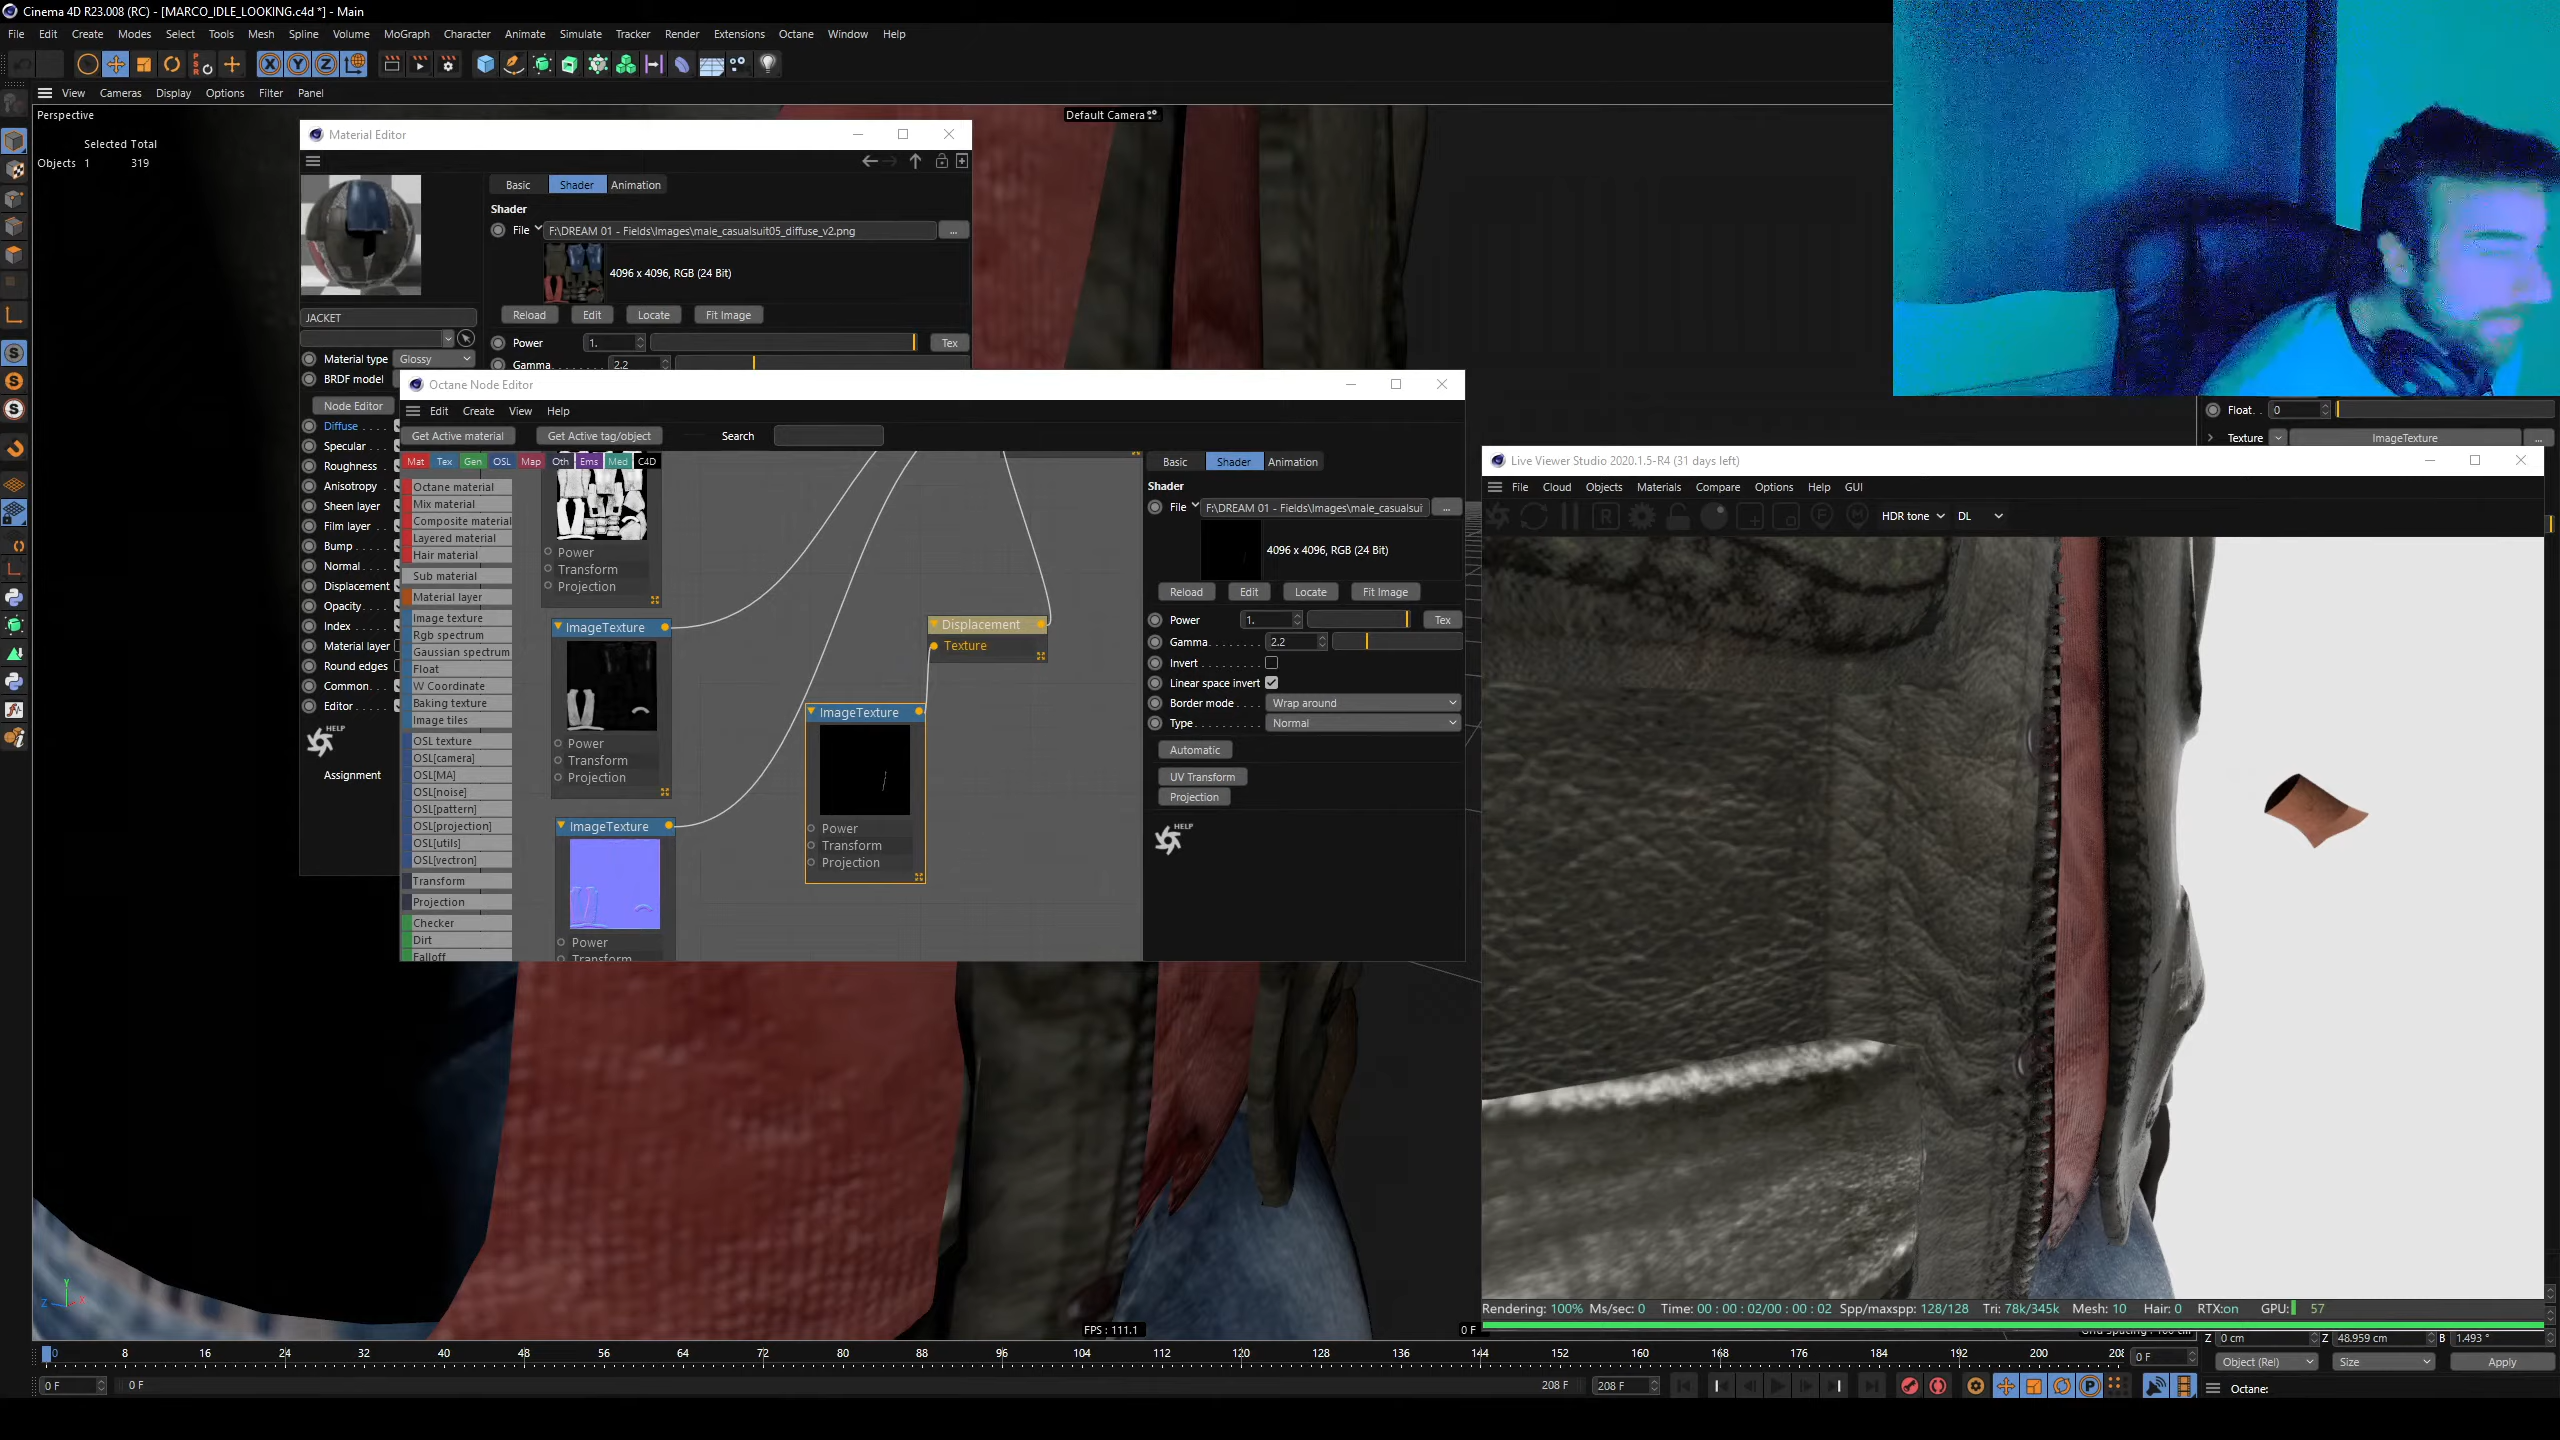 Cinema 4D R23.008 (RC) - [MARCO_IDLE_LOOKING.c4d *] - Main
File Edit Create Modes Select Tools Mesh Spline Volume MoGraph Character Animate Simulate Tracker Render Extensions Octane Window Help
View Cameras Display Options Filter Panel
Perspective
Default Camera
Selected Total
Objects 1 319
Material Editor
Basic Shader Animation
Shader
File F:\DREAM 01 - Fields\Images\male_casualsuit05_diffuse_v2.png ...
4096 x 4096, RGB (24 Bit)
Reload Edit Locate Fit Image
JACKET
Power 1. Tex
Gamma 2.2
Material type Glossy
BRDF model
Node Editor
Diffuse
Specular
Roughness
Anisotropy
Sheen layer
Film layer
Bump
Normal
Displacement
Opacity
Index
Material layer
Round edges
Common
Editor
HELP
Assignment
Octane Node Editor
Edit Create View Help
Get Active material Get Active tag/object Search
Mat Tex Gen OSL Map Oth Ems Med C4D
Octane material
Mix material
Composite material
Layered material
Hair material
Sub material
Material layer
Image texture
Rgb spectrum
Gaussian spectrum
Float
W Coordinate
Baking texture
Image tiles
OSL texture
OSL[camera]
OSL[MA]
OSL[noise]
OSL[pattern]
OSL[projection]
OSL[utils]
OSL[vectron]
Transform
Projection
Checker
Dirt
Falloff
Power
Transform
Projection
ImageTexture
Power
Transform
Projection
ImageTexture
Power
Transform
ImageTexture
Power
Transform
Projection
Displacement
Texture
Basic Shader Animation
Shader
File F:\DREAM 01 - Fields\Images\male_casualsui ...
4096 x 4096, RGB (24 Bit)
Reload Edit Locate Fit Image
Power 1. Tex
Gamma 2.2
Invert
Linear space invert
Border mode Wrap around
Type Normal
Automatic
UV Transform
Projection
HELP
Float 0
Texture ImageTexture ...
Live Viewer Studio 2020.1.5-R4 (31 days left)
File Cloud Objects Materials Compare Options Help GUI
HDR tone DL
Rendering: 100% Ms/sec: 0 Time: 00 : 00 : 02/00 : 00 : 02 Spp/maxspp: 128/128 Tri: 78k/345k Mesh: 10 Hair: 0 RTX:on GPU: 57
FPS : 111.1
0 F
Z 0 cm Z 48.959 cm B 1.493 °
0 8 16 24 32 40 48 56 64 72 80 88 96 104 112 120 128 136 144 152 160 168 176 184 192 200 0 F
Object (Rel) Size Apply
0 F 0 F 208 F 208 F
Octane: